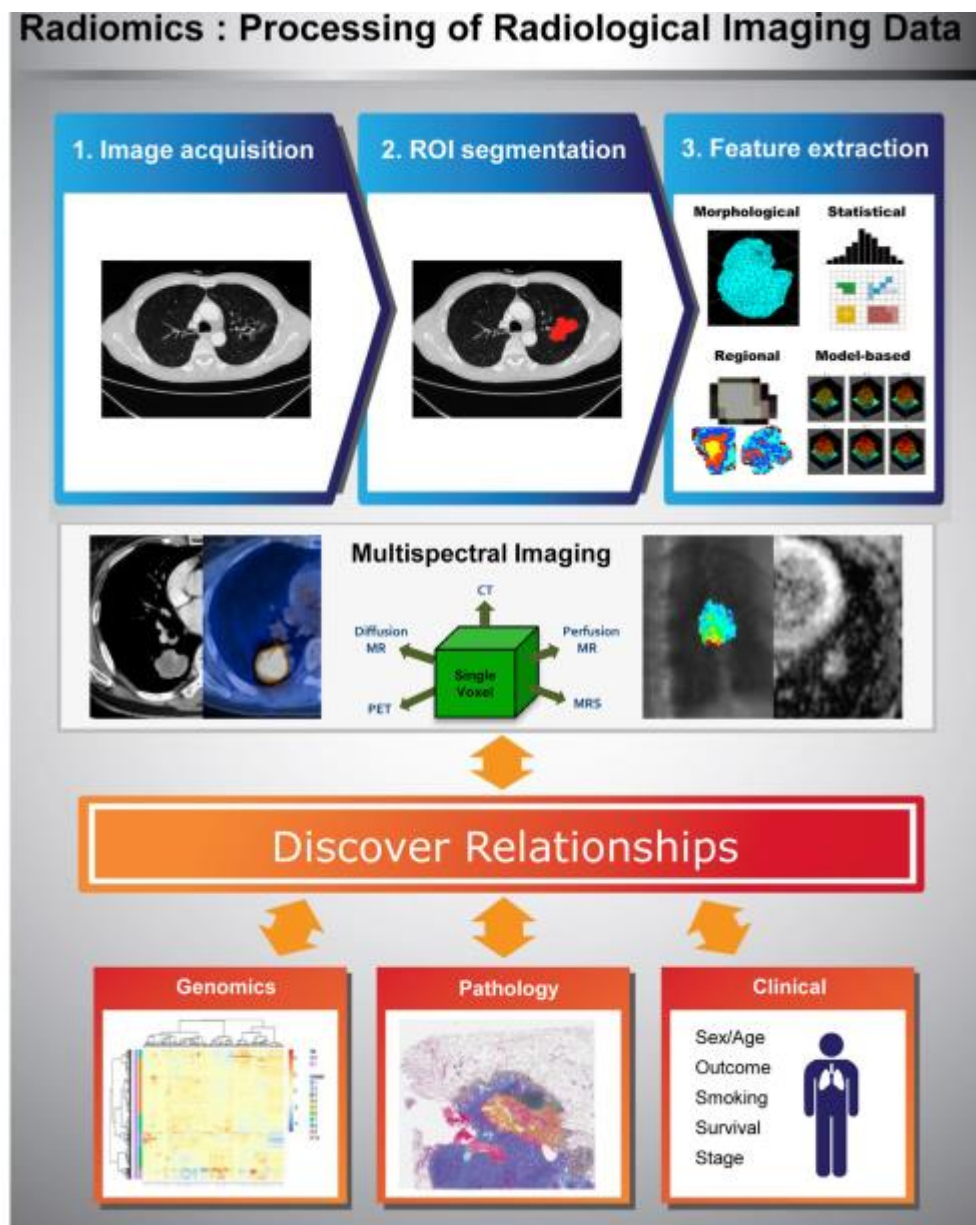 Radiomics : Processing of Radiological Imaging Data
1. Image acquisition
2. ROI segmentation
3. Feature extraction
Morphological
Statistical
Regional
Model-based
Multispectral Imaging
CT
Diffusion
MR
Perfusion
MR
Single
Voxel
PET
MRS
Discover Relationships
Genomics
Pathology
Clinical
Sex/Age
Outcome
Smoking
Survival
Stage